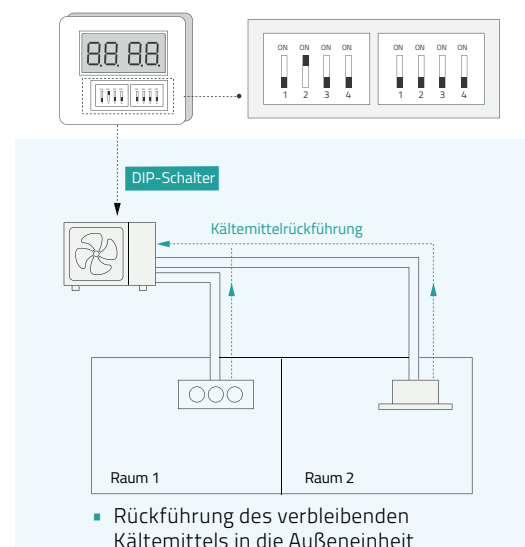 88.88
ON ON ON ON ON ON ON ON
1 2 3 4 1 2 3 4
DIP-Schalter
Kältemittelrückführung
Raum 1 Raum 2
▪ Rückführung des verbleibenden
Kältemittels in die Außeneinheit